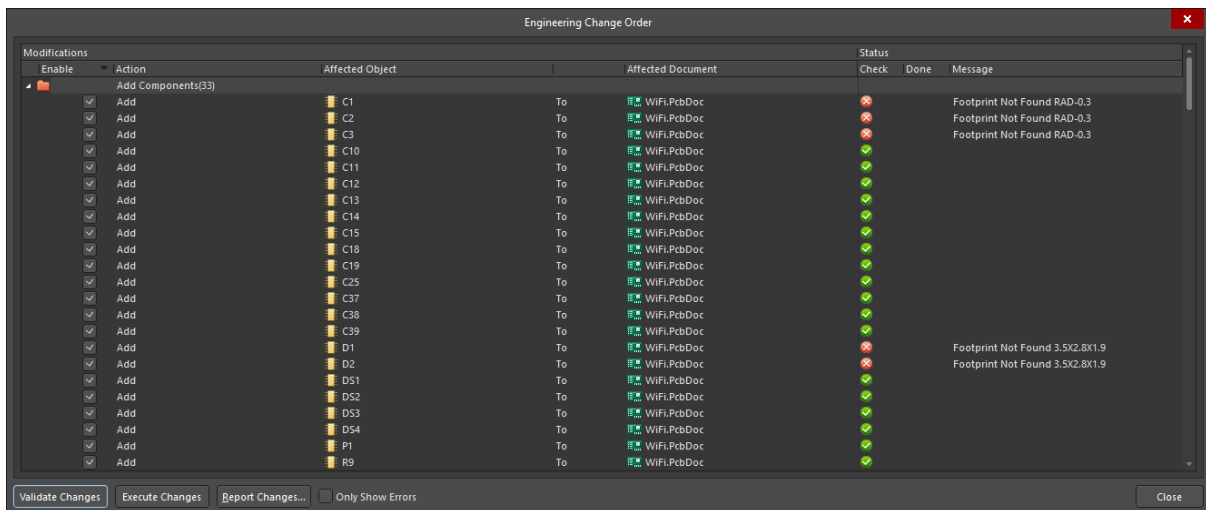 Engineering Change Order
Modifications Status
Enable Action Affected Object Affected Document Check Done Message
Add Components(33)
Add C1 To WiFi.PcbDoc Footprint Not Found RAD-0.3
Add C2 To WiFi.PcbDoc Footprint Not Found RAD-0.3
Add C3 To WiFi.PcbDoc Footprint Not Found RAD-0.3
Add C10 To WiFi.PcbDoc
Add C11 To WiFi.PcbDoc
Add C12 To WiFi.PcbDoc
Add C13 To WiFi.PcbDoc
Add C14 To WiFi.PcbDoc
Add C15 To WiFi.PcbDoc
Add C18 To WiFi.PcbDoc
Add C19 To WiFi.PcbDoc
Add C25 To WiFi.PcbDoc
Add C37 To WiFi.PcbDoc
Add C38 To WiFi.PcbDoc
Add C39 To WiFi.PcbDoc
Add D1 To WiFi.PcbDoc Footprint Not Found 3.5X2.8X1.9
Add D2 To WiFi.PcbDoc Footprint Not Found 3.5X2.8X1.9
Add DS1 To WiFi.PcbDoc
Add DS2 To WiFi.PcbDoc
Add DS3 To WiFi.PcbDoc
Add DS4 To WiFi.PcbDoc
Add P1 To WiFi.PcbDoc
Add R9 To WiFi.PcbDoc
Validate Changes Execute Changes Report Changes... Only Show Errors Close